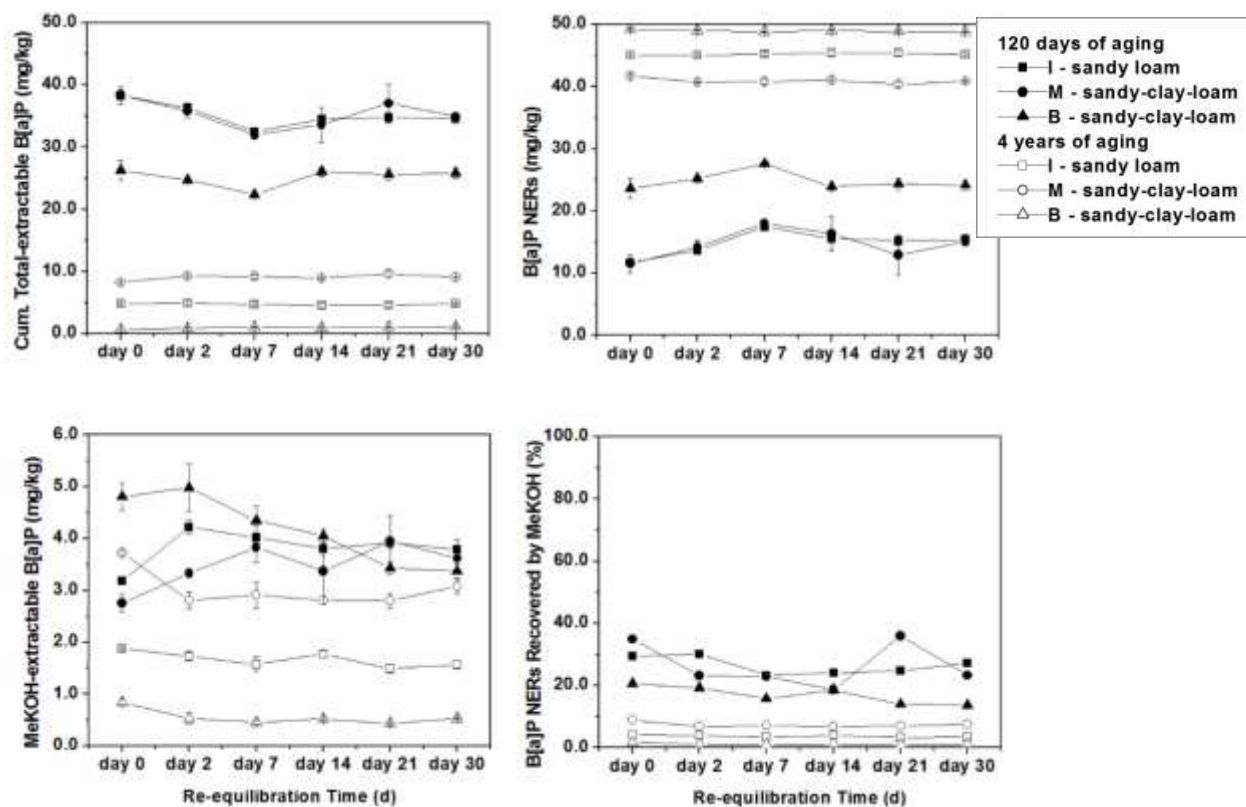 Cum. Total-extractable B[a]P (mg/kg)
50.0
40.0
30.0
20.0
10.0
0.0
day 0 day 2 day 7 day 14 day 21 day 30
B[a]P NERs (mg/kg)
50.0
40.0
30.0
20.0
10.0
0.0
day 0 day 2 day 7 day 14 day 21 day 30
120 days of aging
I - sandy loam
M - sandy-clay-loam
B - sandy-clay-loam
4 years of aging
I - sandy loam
M - sandy-clay-loam
B - sandy-clay-loam
MeKOH-extractable B[a]P (mg/kg)
6.0
5.0
4.0
3.0
2.0
1.0
0.0
day 0 day 2 day 7 day 14 day 21 day 30
Re-equilibration Time (d)
B[a]P NERs Recovered by MeKOH (%)
100.0
80.0
60.0
40.0
20.0
0.0
day 0 day 2 day 7 day 14 day 21 day 30
Re-equilibration Time (d)